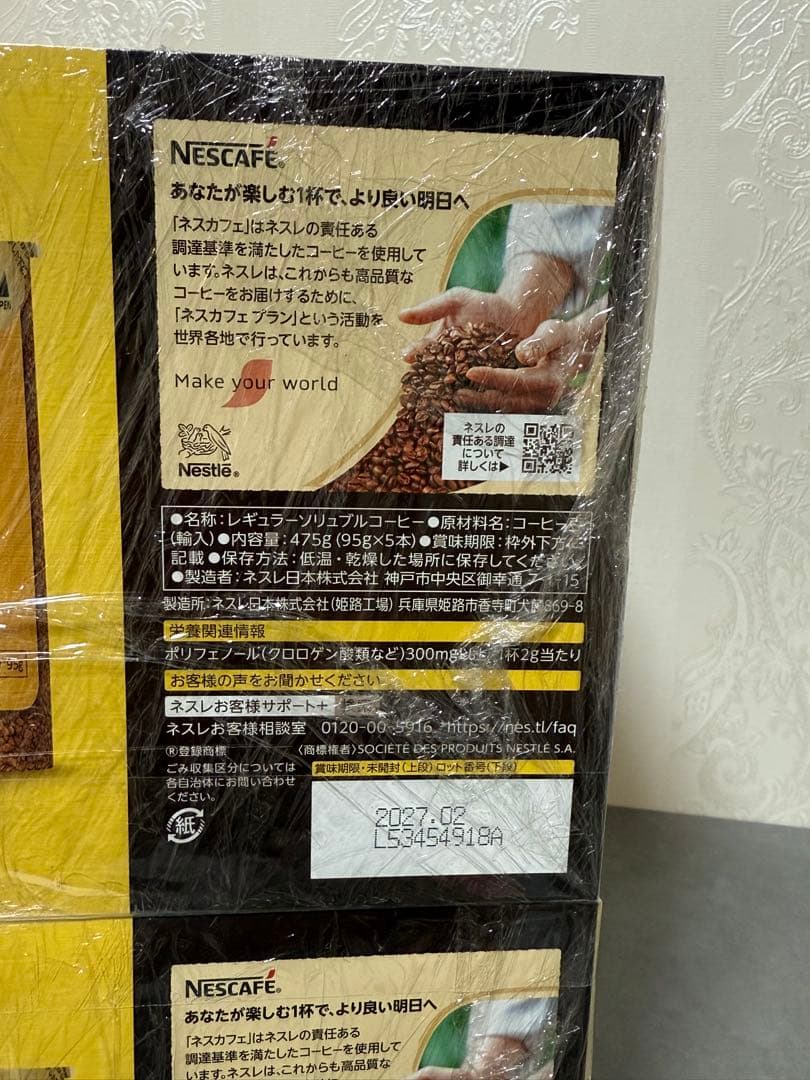 NESCAFÉ®
あなたが楽しむ1杯で、より良い明日へ
「ネスカフェ」はネスレの責任ある
調達基準を満たしたコーヒーを使用して
います。ネスレは、これからも高品質な
コーヒーをお届けするために、
「ネスカフェ プラン」という活動を
世界各地で行っています。
Make your world
Nestlé®
ネスレの
責任ある調達
について
詳しくは▶
●名称：レギュラーソリュブルコーヒー●原材料名：コーヒー豆
(輸入)●内容量：475g(95g×5本)●賞味期限：枠外下方に
記載●保存方法：低温・乾燥した場所に保存してください。
●製造者：ネスレ日本株式会社 神戸市中央区御幸通
製造所：ネスレ日本株式会社(姫路工場) 兵庫県姫路市香寺町犬飼869-8
栄養関連情報
ポリフェノール(クロロゲン酸類など)300mg 1杯2g当たり
お客様の声をお聞かせください
ネスレお客様サポート+
ネスレお客様相談室 0120-00-5916 https://nes.tl/faq
®登録商標 〈商標権者〉SOCIÉTÉ DES PRODUITS NESTLÉ S.A.
ごみ収集区分については
各自治体にお問い合わせ
ください。
紙
賞味期限・未開封(上段) ロット番号(下段)
2027.02
L53454918A
OPEN
95g
NESCAFÉ®
あなたが楽しむ1杯で、より良い明日へ
「ネスカフェ」はネスレの責任ある
調達基準を満たしたコーヒーを使用して
います。ネスレは、これからも高品質な